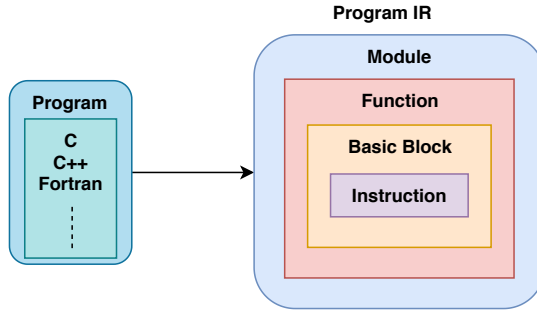 Program IR
Module
Program
Function
C
C++
Fortran
Basic Block
Instruction